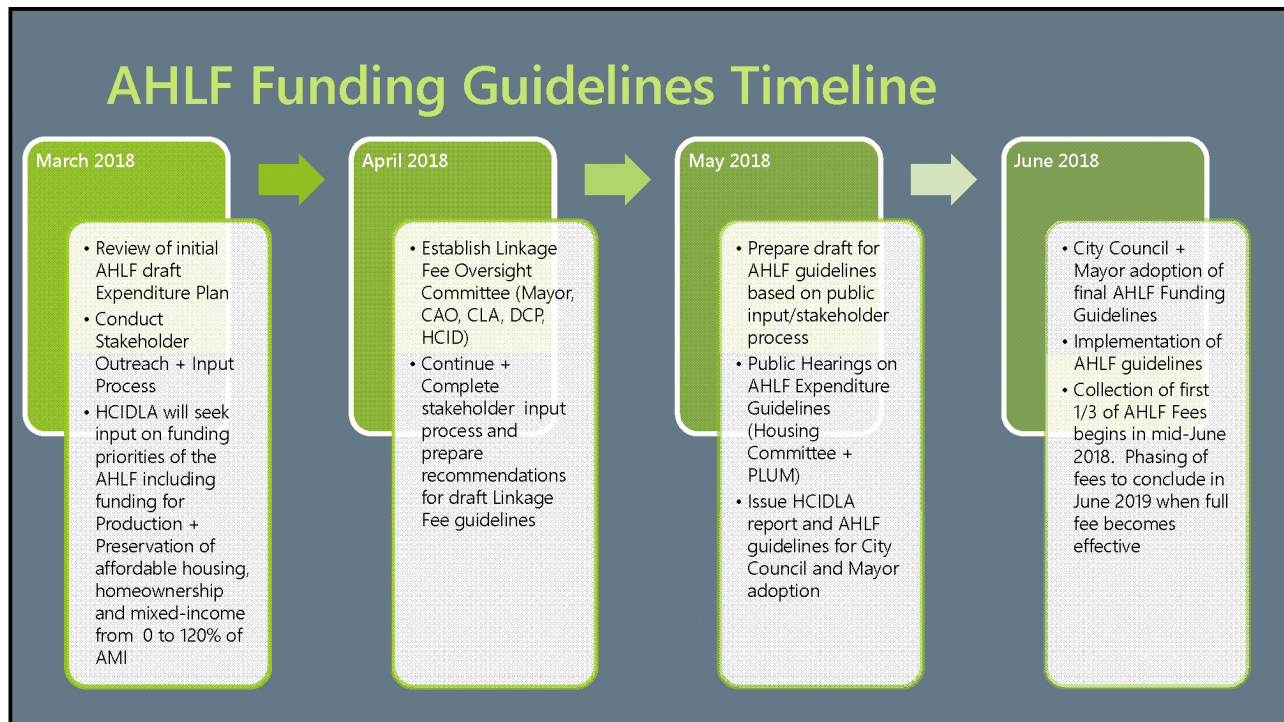 AHLF Funding Guidelines Timeline
March 2018
• Review of initial
AHLF draft
Expenditure Plan
• Conduct
Stakeholder
Outreach + Input
Process
• HCIDLA will seek
input on funding
priorities of the
AHLF including
funding for
Production +
Preservation of
affordable housing,
homeownership
and mixed-income
from 0 to 120% of
AMI
April 2018
• Establish Linkage
Fee Oversight
Committee (Mayor,
CAO, CLA, DCP,
HCID)
• Continue +
Complete
stakeholder input
process and
prepare
recommendations
for draft Linkage
Fee guidelines
May 2018
• Prepare draft for
AHLF guidelines
based on public
input/stakeholder
process
• Public Hearings on
AHLF Expenditure
Guidelines
(Housing
Committee +
PLUM)
• Issue HCIDLA
report and AHLF
guidelines for City
Council and Mayor
adoption
June 2018
• City Council +
Mayor adoption of
final AHLF Funding
Guidelines
• Implementation of
AHLF guidelines
• Collection of first
1/3 of AHLF Fees
begins in mid-June
2018. Phasing of
fees to conclude in
June 2019 when full
fee becomes
effective